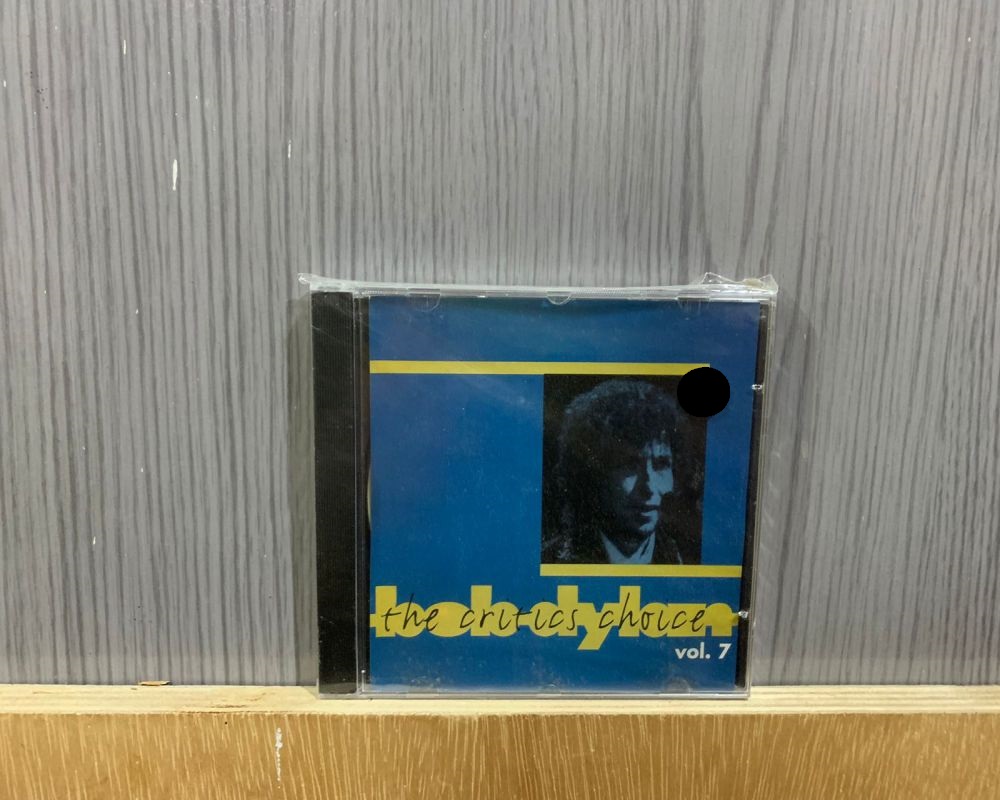 bob dylan
the critics choice
vol. 7